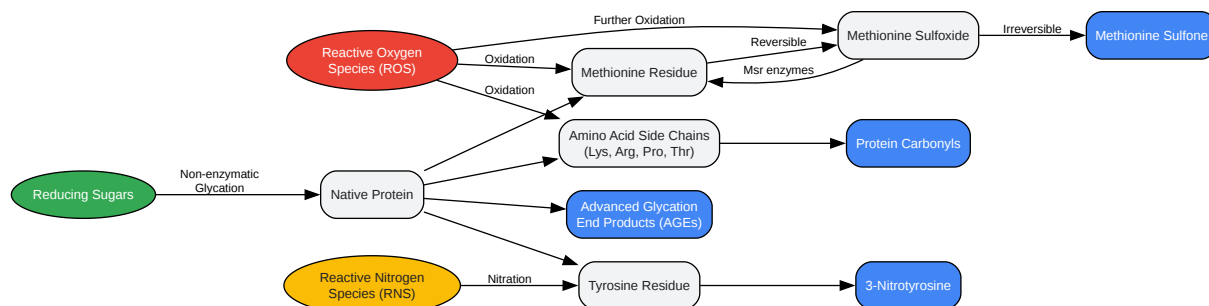 Further Oxidation
Methionine Sulfoxide
Irreversible
Methionine Sulfone
Reactive Oxygen
Species (ROS)
Oxidation
Methionine Residue
Reversible
Msr enzymes
Oxidation
Amino Acid Side Chains
(Lys, Arg, Pro, Thr)
Protein Carbonyls
Reducing Sugars
Non-enzymatic
Glycation
Native Protein
Advanced Glycation
End Products (AGEs)
Reactive Nitrogen
Species (RNS)
Nitration
Tyrosine Residue
3-Nitrotyrosine